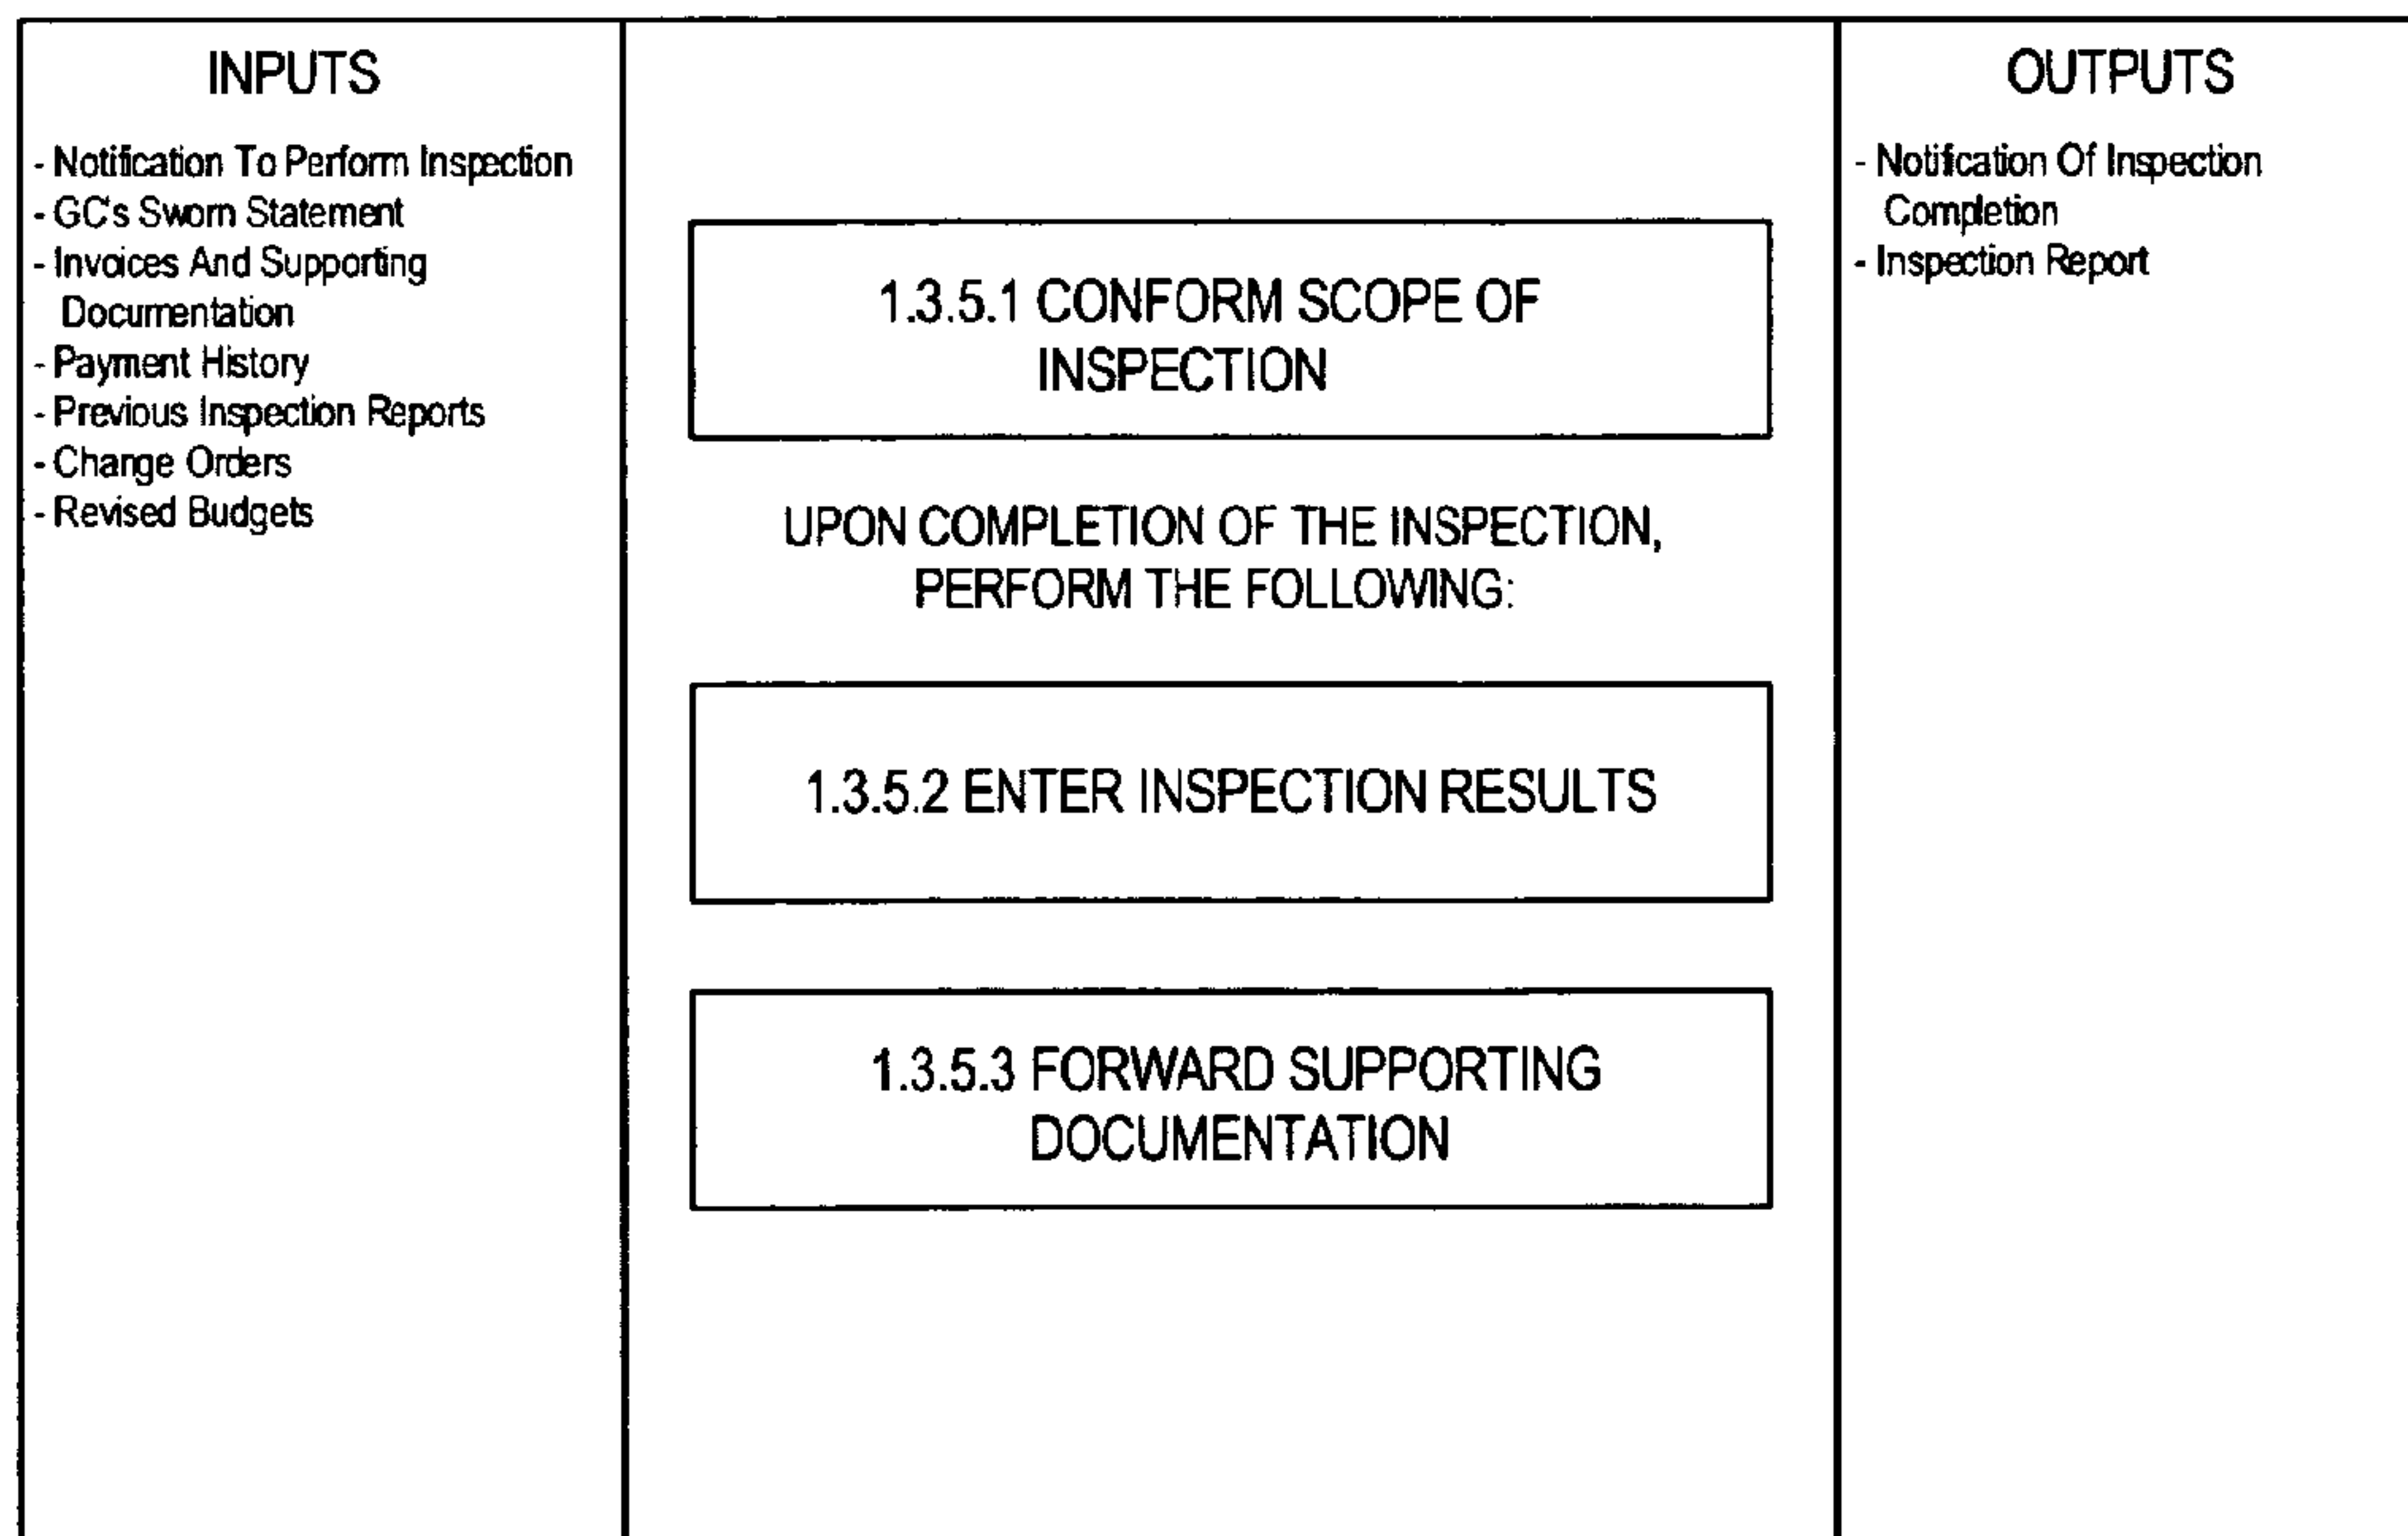 INPUTS
- Notification To Perform Inspection
- GC's Sworn Statement
- Invoices And Supporting
Documentation
- Payment History
- Previous Inspection Reports
- Change Orders
- Revised Budgets
1.3.5.1 CONFORM SCOPE OF
INSPECTION
UPON COMPLETION OF THE INSPECTION,
PERFORM THE FOLLOWING:
1.3.5.2 ENTER INSPECTION RESULTS
1.3.5.3 FORWARD SUPPORTING
DOCUMENTATION
OUTPUTS
- Notification Of Inspection
Completion
- Inspection Report